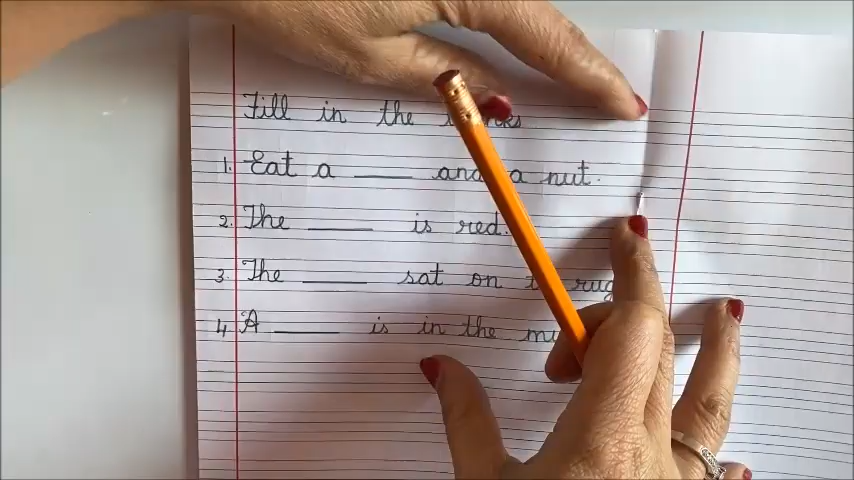 Fill in the
1. Eat a ____ and a nut.
2. The ____ is red.
3. The ____ sat on rug
4 A ____ is in the